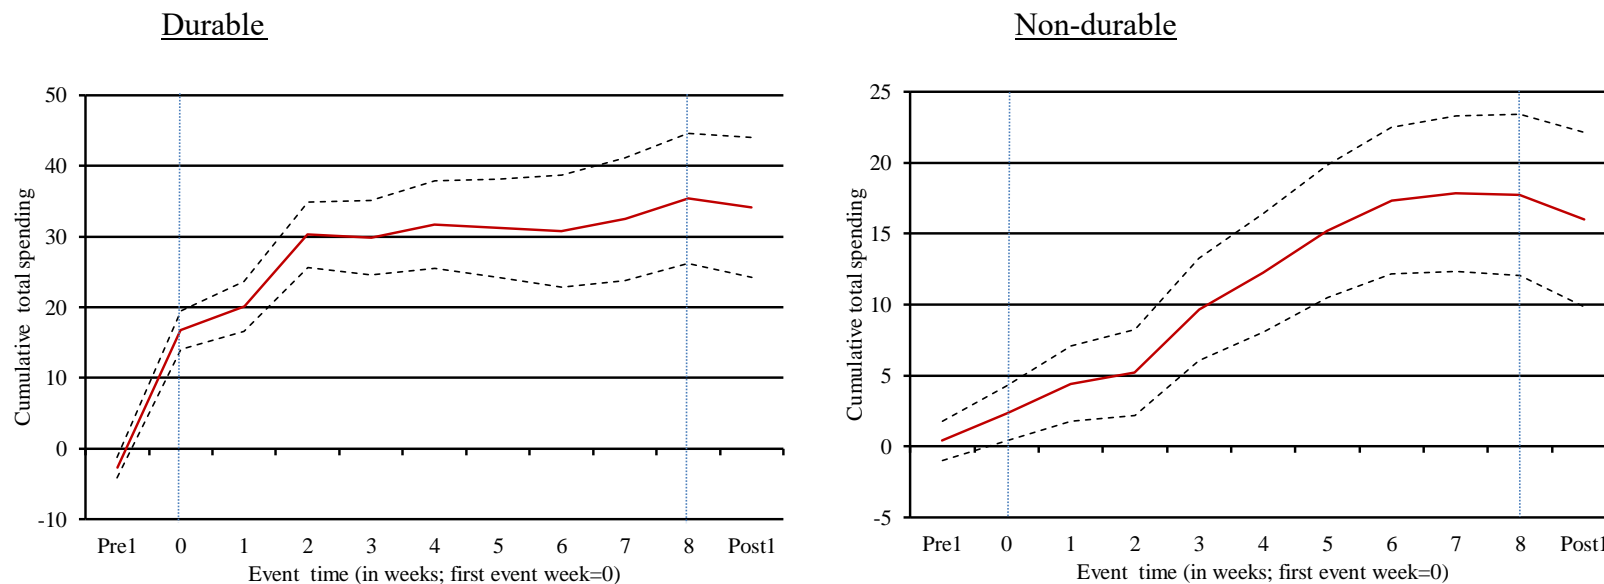 Durable
Non-durable
50
40
30
20
10
0
-10
Cumulative total spending
Pre1 0 1 2 3 4 5 6 7 8 Post1
Event time (in weeks; first event week=0)
25
20
15
10
5
0
-5
Cumulative total spending
Pre1 0 1 2 3 4 5 6 7 8 Post1
Event time (in weeks; first event week=0)